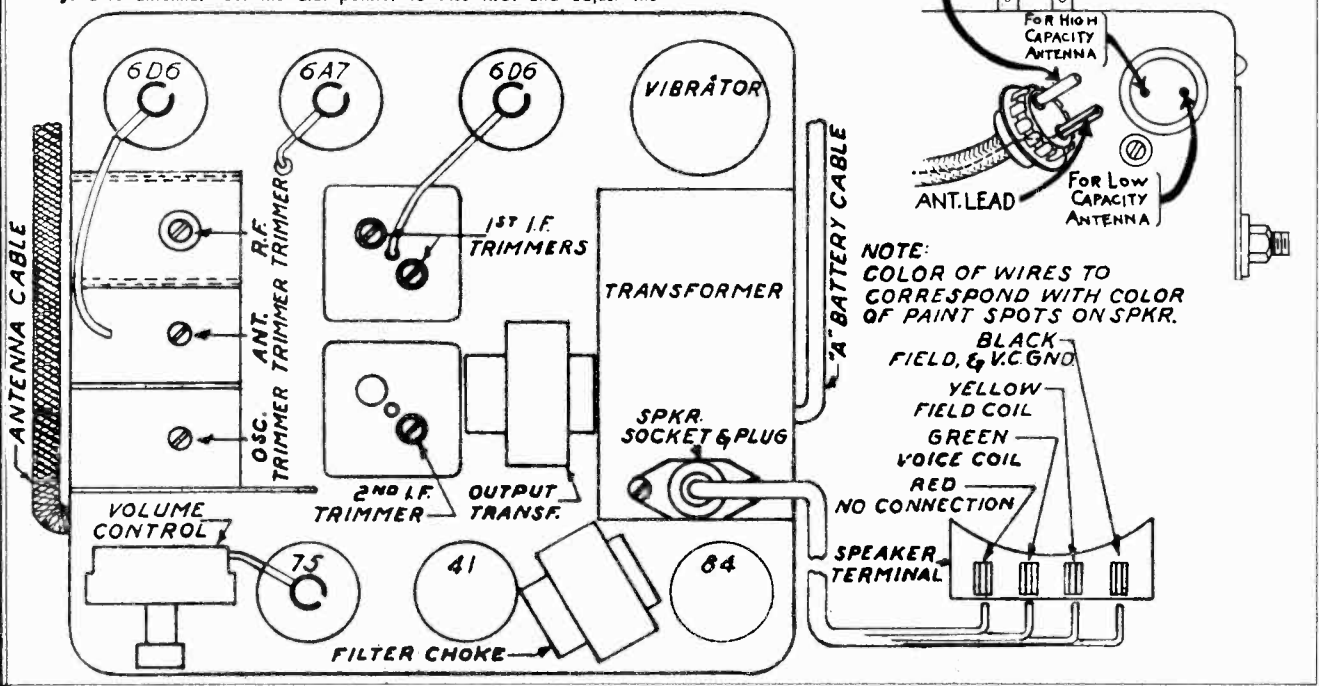 6D6
6A7
6D6
VIBRATOR
FOR HIGH
CAPACITY
ANTENNA
ANT. LEAD
FOR LOW
CAPACITY
ANTENNA
ANTENNA CABLE
R.F.
TRIMMER
ANT.
TRIMMER
OSC.
TRIMMER
1ST I.F.
TRIMMERS
TRANSFORMER
"A" BATTERY CABLE
NOTE:
COLOR OF WIRES TO
CORRESPOND WITH COLOR
OF PAINT SPOTS ON SPKR.
BLACK
FIELD, & V.C. GND.
YELLOW
FIELD COIL
GREEN
VOICE COIL
RED
NO CONNECTION
SPKR.
SOCKET & PLUG
2ND I.F.
TRIMMER
OUTPUT
TRANSF.
VOLUME
CONTROL
75
41
84
FILTER CHOKE
SPEAKER
TERMINAL